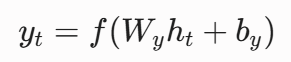 y_t = f(W_y h_t + b_y)